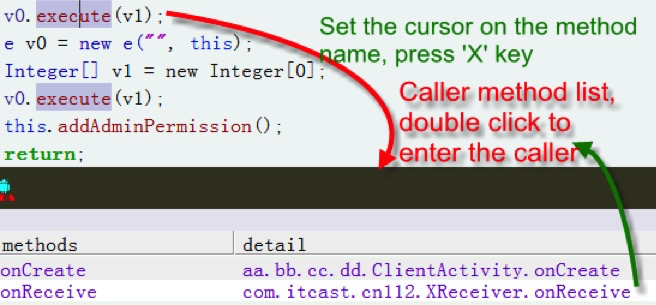 v0.execute(v1);
e v0 = new e("", this);
Integer[] v1 = new Integer[0];
v0.execute(v1);
this.addAdminPermission();
return;
Set the cursor on the method
name, press 'X' key
Caller method list,
double click to
enter the caller
methods detail
onCreate aa.bb.cc.dd.ClientActivity.onCreate
onReceive com.itcast.cn112.XReceiver.onReceive